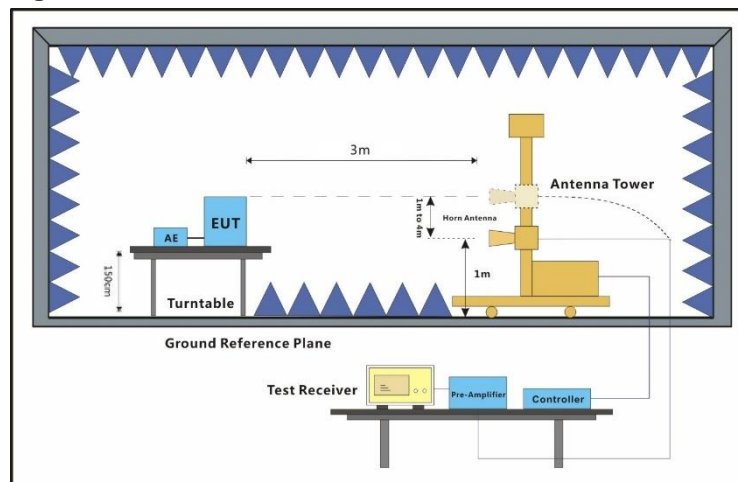 3m
Antenna Tower
1m to 4m
Horn Antenna
EUT
AE
150cm
1m
Turntable
Ground Reference Plane
Test Receiver
Pre-Amplifier
Controller